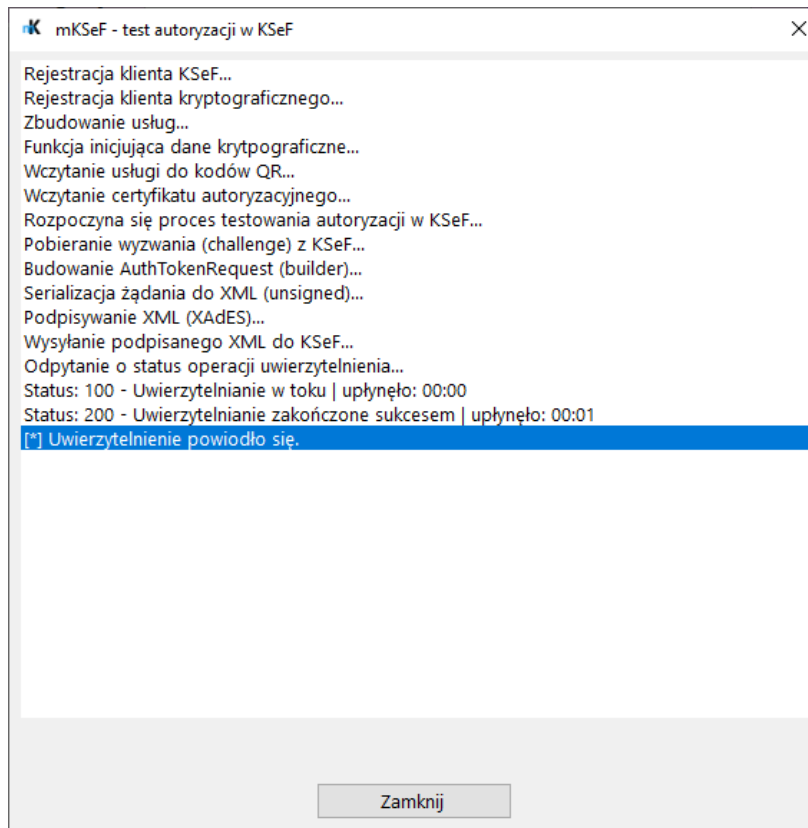 mK mKSeF - test autoryzacji w KSeF
Rejestracja klienta KSeF...
Rejestracja klienta kryptograficznego...
Zbudowanie usług...
Funkcja inicjująca dane krytpograficzne...
Wczytanie usługi do kodów QR...
Wczytanie certyfikatu autoryzacyjnego...
Rozpoczyna się proces testowania autoryzacji w KSeF...
Pobieranie wyzwania (challenge) z KSeF...
Budowanie AuthTokenRequest (builder)...
Serializacja żądania do XML (unsigned)...
Podpisywanie XML (XAdES)...
Wysyłanie podpisanego XML do KSeF...
Odpytanie o status operacji uwierzytelnienia...
Status: 100 - Uwierzytelnianie w toku | upłynęło: 00:00
Status: 200 - Uwierzytelnianie zakończone sukcesem | upłynęło: 00:01
[*] Uwierzytelnienie powiodło się.
Zamknij